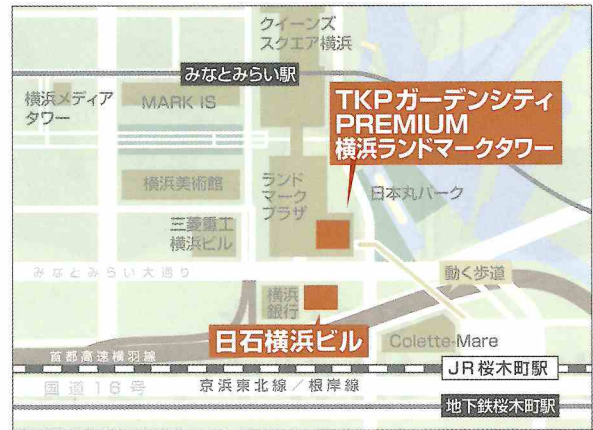 クイーンズ
スクエア横浜
みなとみらい駅
横浜メディア
タワー
MARK IS
TKPガーデンシティ
PREMIUM
横浜ランドマークタワー
横浜美術館
ランド
マーク
プラザ
日本丸パーク
三菱重工
横浜ビル
みなとみらい大通り
動く歩道
横浜
銀行
日石横浜ビル
Colette・Mare
首都高速横羽線
JR桜木町駅
国道16号
京浜東北線/根岸線
地下鉄桜木町駅